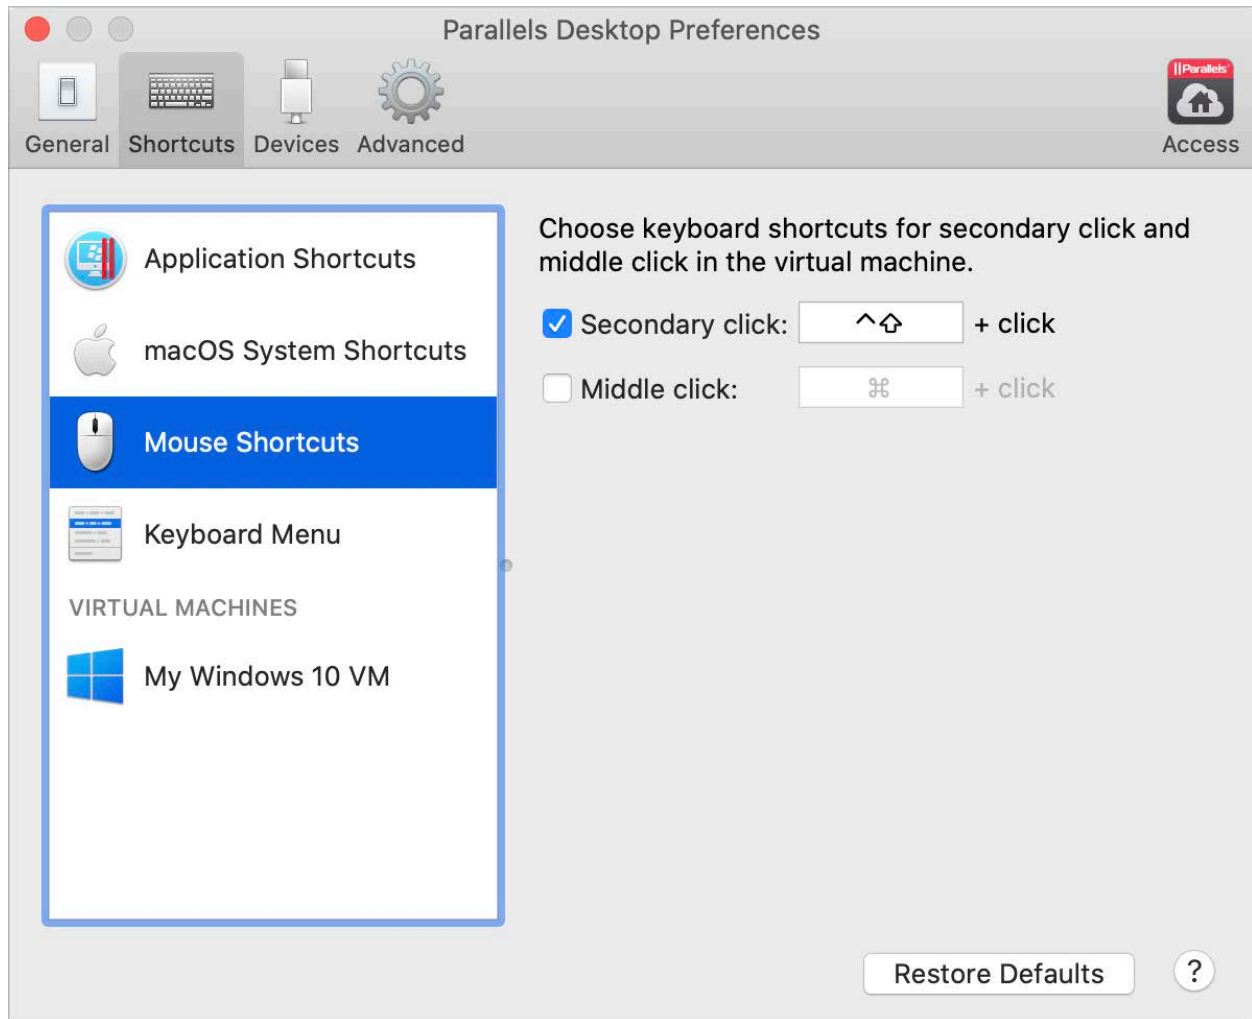 Parallels Desktop Preferences
||Parallels
General Shortcuts Devices Advanced Access
Application Shortcuts
macOS System Shortcuts
Mouse Shortcuts
Keyboard Menu
VIRTUAL MACHINES
My Windows 10 VM
Choose keyboard shortcuts for secondary click and
middle click in the virtual machine.
Secondary click: ^⇧ + click
Middle click: ⌘ + click
Restore Defaults ?